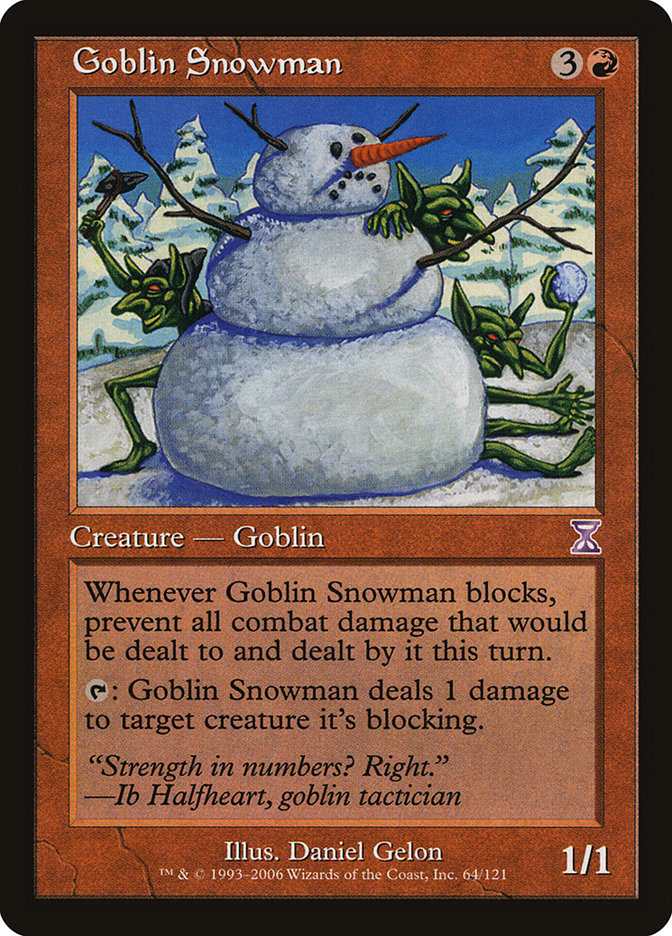 Goblin Snowman 3
Creature — Goblin
Whenever Goblin Snowman blocks,
prevent all combat damage that would
be dealt to and dealt by it this turn.
: Goblin Snowman deals 1 damage
to target creature it's blocking.
“Strength in numbers? Right.”
—Ib Halfheart, goblin tactician
Illus. Daniel Gelon
1/1
™ & © 1993–2006 Wizards of the Coast, Inc. 64/121